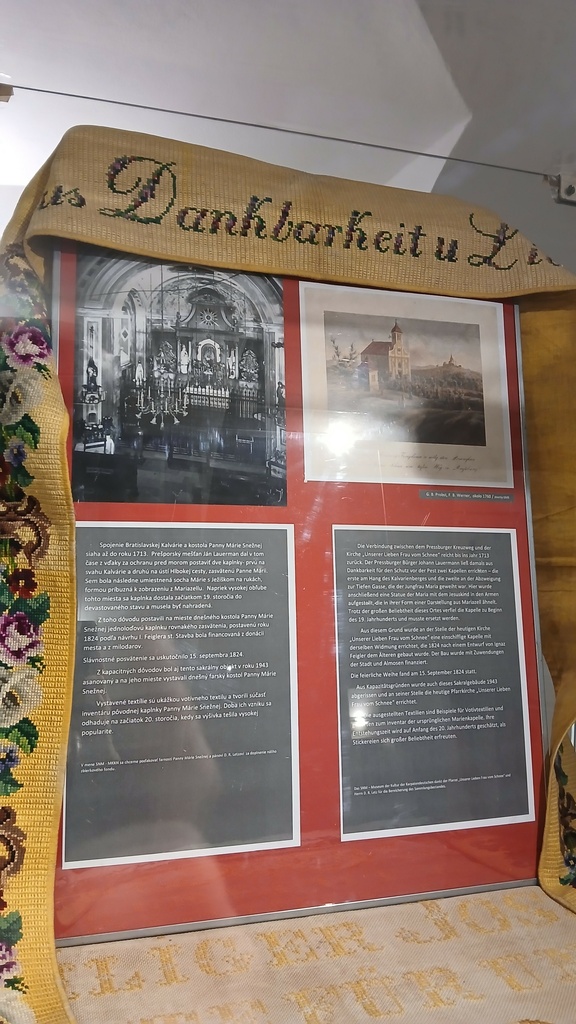 us Dankbarkeit u Li
G. B. Probst, F. B. Werner, okolo 1760 /
Spojenie Bratislavskej Kalvárie a kostola Panny Márie Snežnej
siaha až do roku 1713. Prešporský mešťan Ján Lauerman dal v tom
čase z vďaky za ochranu pred morom postaviť dve kaplnky: prvú na
svahu Kalvárie a druhú na ústí Hlbokej cesty, zasvätenú Panne Márii.
Sem bola následne umiestnená socha Márie s Ježiškom na rukách,
formou príbuzná k zobrazeniu z Mariazellu. Napriek vysokej obľube
tohto miesta sa kaplnka dostala začiatkom 19. storočia do
devastovaného stavu a musela byť nahradená.
Z toho dôvodu postavili na mieste dnešného kostola Panny Márie
Snežnej jednoloďovú kaplnku rovnakého zasvätenia, postavenú roku
1824 podľa návrhu I. Feiglera st. Stavba bola financovaná z donácií
mesta a z milodarov.
Slávnostné posvätenie sa uskutočnilo 15. septembra 1824.
Z kapacitných dôvodov bol aj tento sakrálny objekt v roku 1943
asanovaný a na jeho mieste vystavali dnešný farský kostol Panny Márie
Snežnej.
Vystavené textílie sú ukážkou votívneho textilu a tvorili súčasť
inventáru pôvodnej kaplnky Panny Márie Snežnej. Doba ich vzniku sa
odhaduje na začiatok 20. storočia, kedy sa výšivka tešila vysokej
popularite.
Die Verbindung zwischen dem Pressburger Kreuzweg und der
Kirche „Unserer Lieben Frau vom Schnee" reicht bis ins Jahr 1713
zurück. Der Pressburger Bürger Johann Lauermann ließ damals aus
Dankbarkeit für den Schutz vor der Pest zwei Kapellen errichten – die
erste am Hang des Kalvarienberges und die zweite an der Abzweigung
zur Tiefen Gasse, die der Jungfrau Maria geweiht war. Hier wurde
anschließend eine Statue der Maria mit dem Jesuskind in den Armen
aufgestellt, die in ihrer Form einer Darstellung aus Mariazell ähnelt.
Trotz der großen Beliebtheit dieses Ortes verfiel die Kapelle zu Beginn
des 19. Jahrhunderts und musste ersetzt werden.
Aus diesem Grund wurde an der Stelle der heutigen Kirche
„Unserer Lieben Frau vom Schnee" eine einschiffige Kapelle mit
derselben Widmung errichtet, die 1824 nach einem Entwurf von Ignaz
Feigler dem Älteren gebaut wurde. Der Bau wurde mit Zuwendungen
der Stadt und Almosen finanziert.
Die feierliche Weihe fand am 15. September 1824 statt.
Aus Kapazitätsgründen wurde auch dieses Sakralgebäude 1943
abgerissen und an seiner Stelle die heutige Pfarrkirche „Unserer Lieben
Frau vom Schnee" errichtet.
ausgestellten Textilien sind Beispiele für Votivtextilien und
zum Inventar der ursprünglichen Marienkapelle. Ihre
Entstehungszeit wird auf Anfang des 20. Jahrhunderts geschätzt, als
Stickereien sich großer Beliebtheit erfreuten.
LIGER JOS